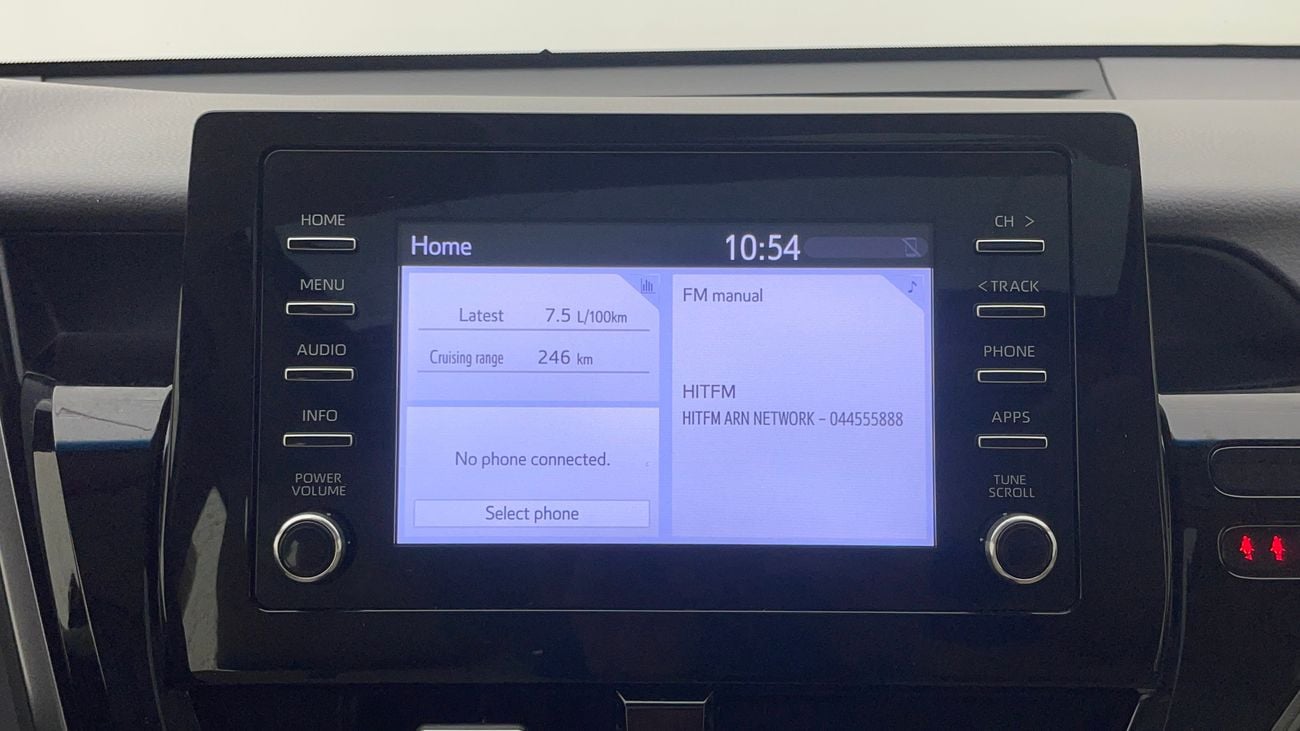 HOME
MENU
AUDIO
INFO
POWER
VOLUME
Home 10:54
Latest 7.5 L/100km
Cruising range 246 km
No phone connected.
Select phone
FM manual
HITFM
HITFM ARN NETWORK – 044555888
CH >
< TRACK
PHONE
APPS
TUNE
SCROLL